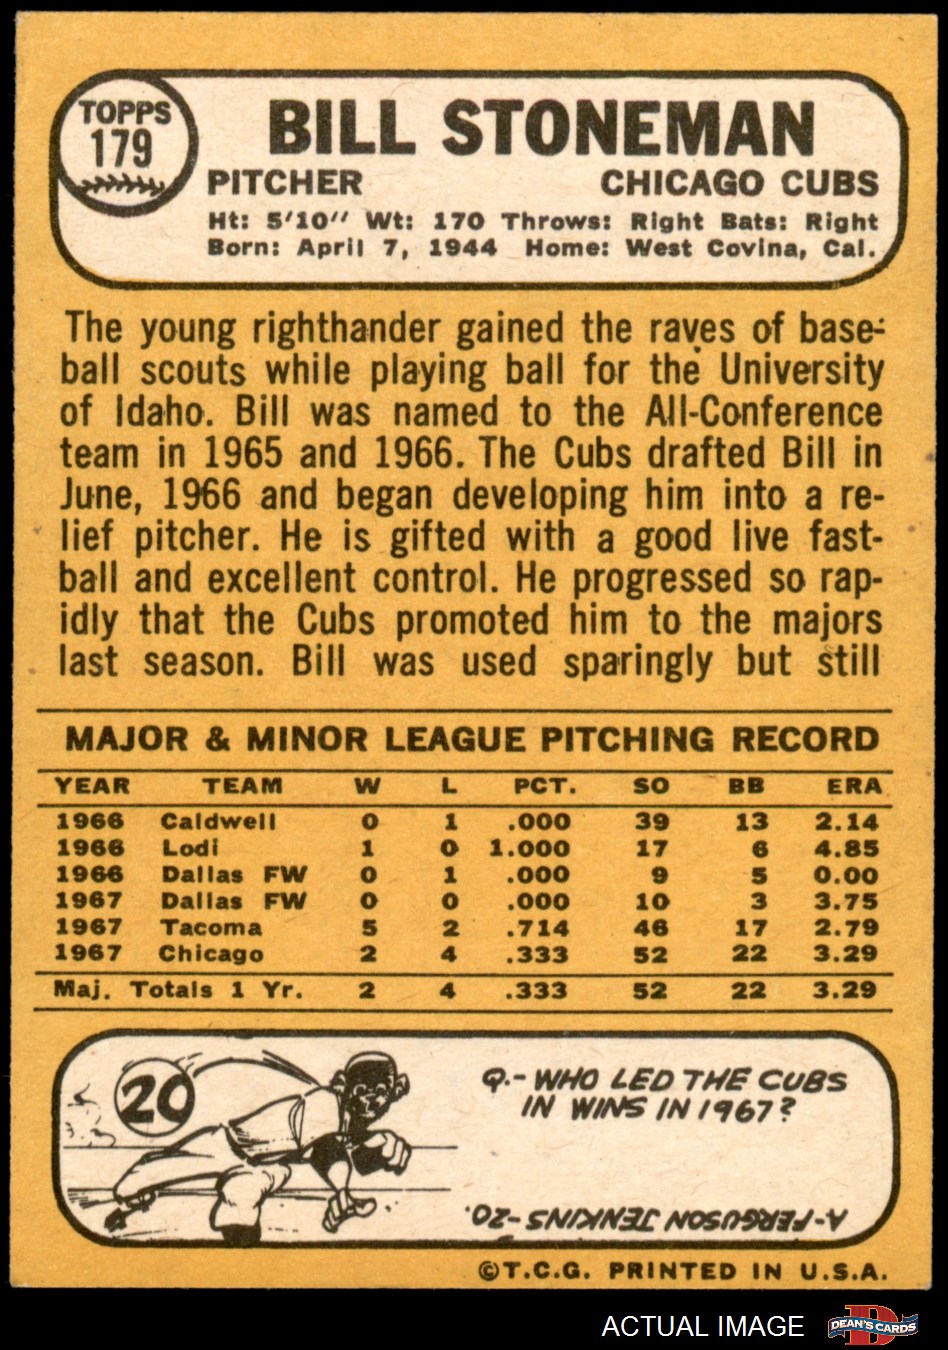 TOPPS
179
BILL STONEMAN
PITCHER CHICAGO CUBS
Ht: 5'10" Wt: 170 Throws: Right Bats: Right
Born: April 7, 1944 Home: West Covina, Cal.
The young righthander gained the raves of base-
ball scouts while playing ball for the University
of Idaho. Bill was named to the All-Conference
team in 1965 and 1966. The Cubs drafted Bill in
June, 1966 and began developing him into a re-
lief pitcher. He is gifted with a good live fast-
ball and excellent control. He progressed so rap-
idly that the Cubs promoted him to the majors
last season. Bill was used sparingly but still
MAJOR & MINOR LEAGUE PITCHING RECORD
YEAR TEAM W L PCT. SO BB ERA
1966 Caldwell 0 1 .000 39 13 2.14
1966 Lodi 1 0 1.000 17 6 4.85
1966 Dallas FW 0 1 .000 9 5 0.00
1967 Dallas FW 0 0 .000 10 3 3.75
1967 Tacoma 5 2 .714 46 17 2.79
1967 Chicago 2 4 .333 52 22 3.29
Maj. Totals 1 Yr. 2 4 .333 52 22 3.29
20
Q.- WHO LED THE CUBS
IN WINS IN 1967?
A-FERGUSON JENKINS-20.
©T.C.G. PRINTED IN U.S.A.
ACTUAL IMAGE
D
DEAN'S CARDS